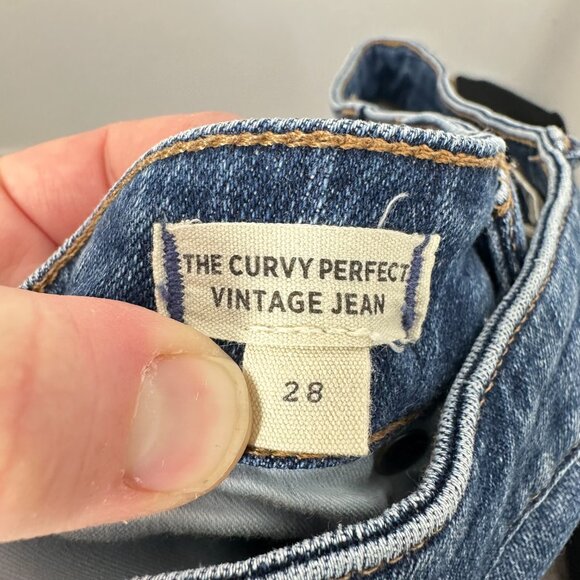 THE CURVY PERFECT
VINTAGE JEAN
28